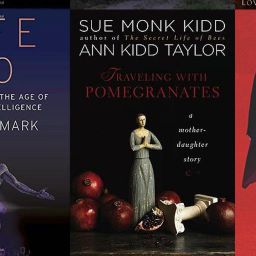 E
O
THE AGE OF
ELLIGENCE
MARK
SUE MONK KIDD
author of The Secret Life of Bees
ANN KIDD TAYLOR
TRAVELING WITH
POMEGRANATES
a
mother-
daughter
story
LOV